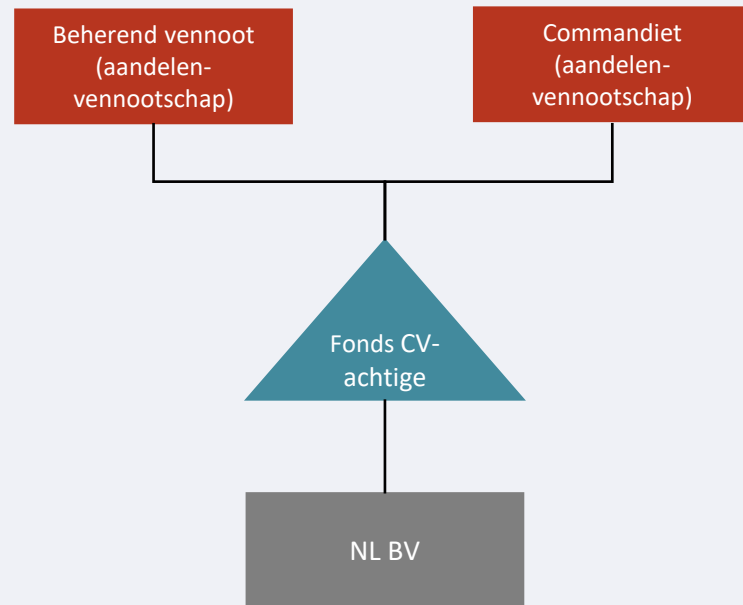 Beherend vennoot
(aandelen-
vennootschap)
Commandiet
(aandelen-
vennootschap)
Fonds CV-
achtige
NL BV